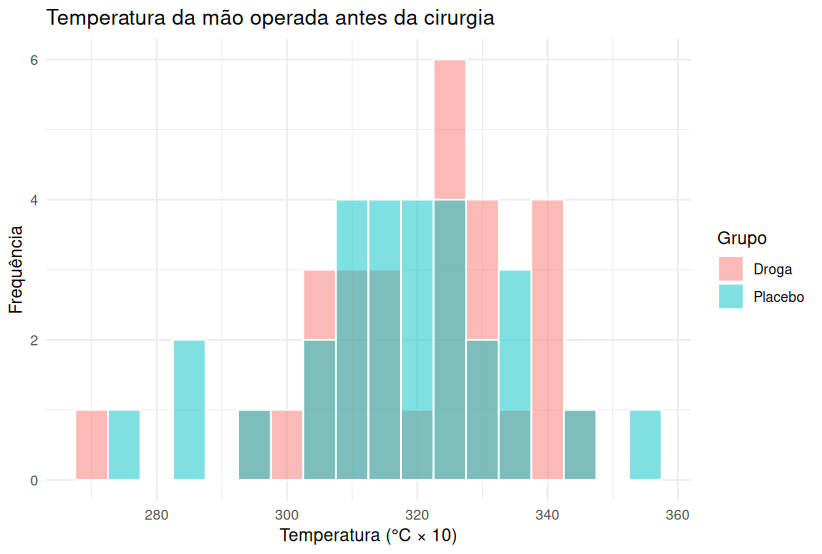 Temperatura da mão operada antes da cirurgia
6
4
2
0
Frequência
280
300
320
340
360
Temperatura (°C × 10)
Grupo
Droga
Placebo